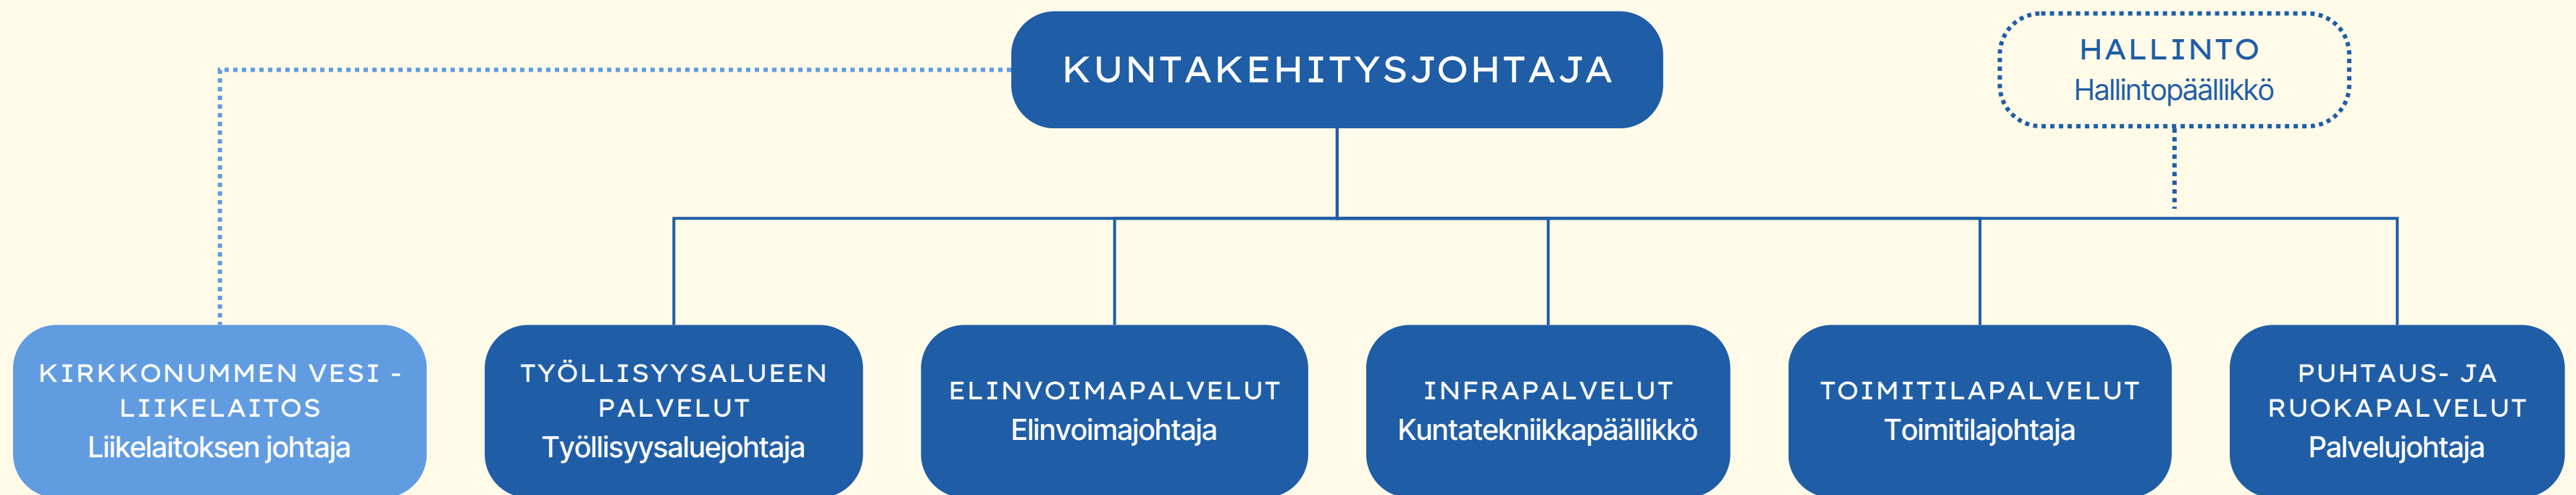 KUNTAKEHITYSJOHTAJA
HALLINTO
Hallintopäällikkö
KIRKKONUMMEN VESI -
LIIKELAITOS
Liikelaitoksen johtaja
TYÖLLISYYSALUEEN
PALVELUT
Työllisyysaluejohtaja
ELINVOIMAPALVELUT
Elinvoimajohtaja
INFRAPALVELUT
Kuntatekniikkapäällikkö
TOIMITILAPALVELUT
Toimitilajohtaja
PUHTAUS- JA
RUOKAPALVELUT
Palvelujohtaja